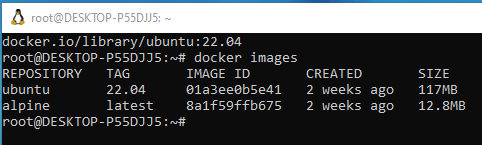 root@DESKTOP-P55DJJ5: ~
docker.io/library/ubuntu:22.04
root@DESKTOP-P55DJJ5:~# docker images
REPOSITORY   TAG       IMAGE ID       CREATED       SIZE
ubuntu       22.04     01a3ee0b5e41   2 weeks ago   117MB
alpine       latest    8a1f59ffb675   2 weeks ago   12.8MB
root@DESKTOP-P55DJJ5:~#